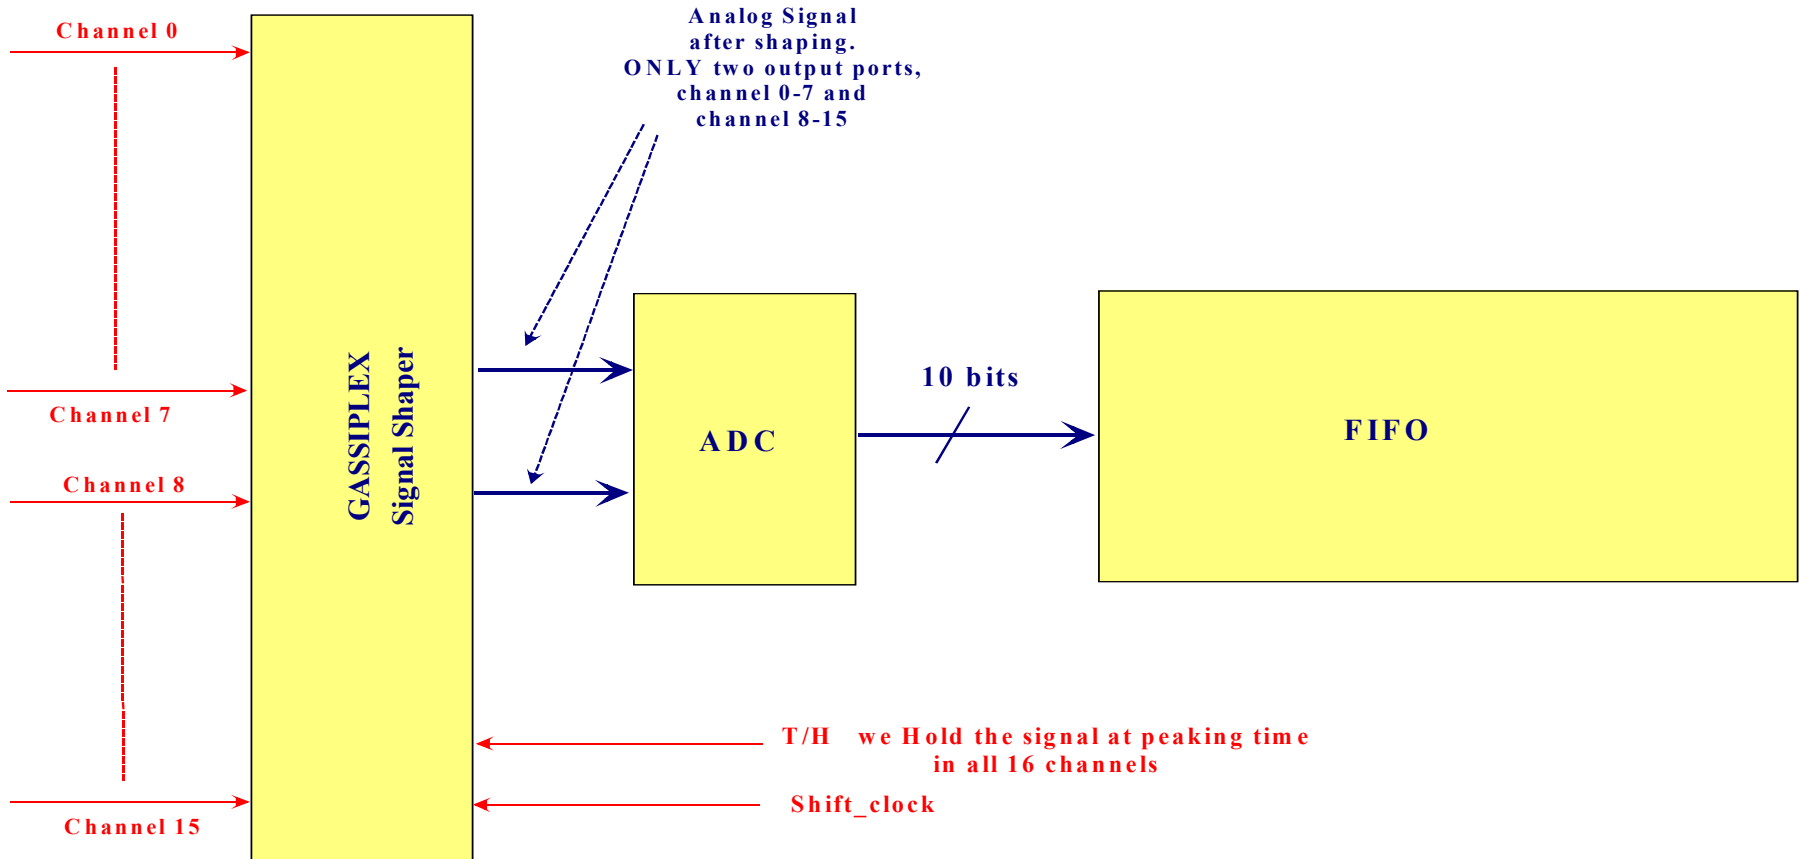 Channel 0
Analog Signal
after shaping.
ONLY two output ports,
channel 0-7 and
channel 8-15
Channel 7
Channel 8
GASSIPLEX
Signal Shaper
ADC
10 bits
FIFO
T/H we Hold the signal at peaking time
in all 16 channels
Shift_clock
Channel 15